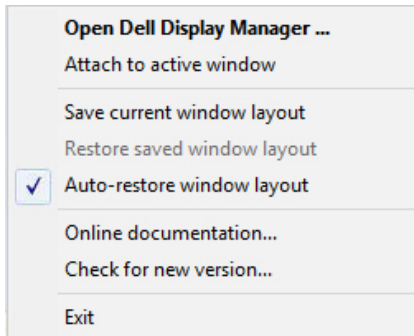 Open Dell Display Manager ...
Attach to active window
Save current window layout
Restore saved window layout
Auto-restore window layout
Online documentation...
Check for new version...
Exit